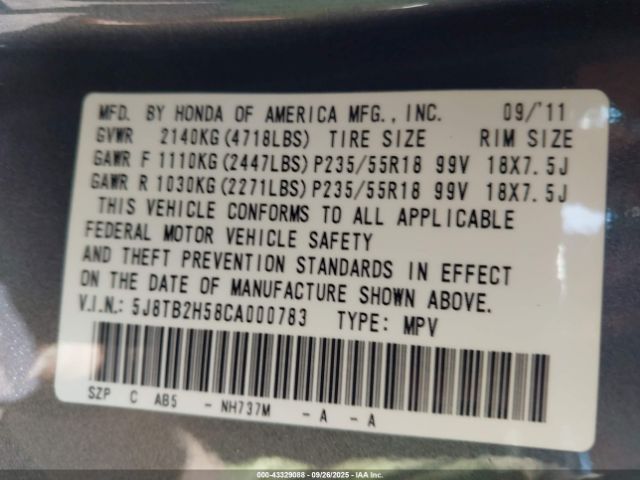 MFD. BY HONDA OF AMERICA MFG., INC. 09/'11
GVWR 2140KG(4718LBS) TIRE SIZE RIM SIZE
GAWR F 1110KG(2447LBS)P235/55R18 99V 18X7.5J
GAWR R 1030KG(2271LBS)P235/55R18 99V 18X7.5J
THIS VEHICLE CONFORMS TO ALL APPLICABLE
FEDERAL MOTOR VEHICLE SAFETY
AND THEFT PREVENTION STANDARDS IN EFFECT
ON THE DATE OF MANUFACTURE SHOWN ABOVE.
V.I.N.: 5J8TB2H58CA000783 TYPE: MPV
SZP C AB5 - NH737M - A - A
000-43329088 - 09/26/2025 - IAA Inc.